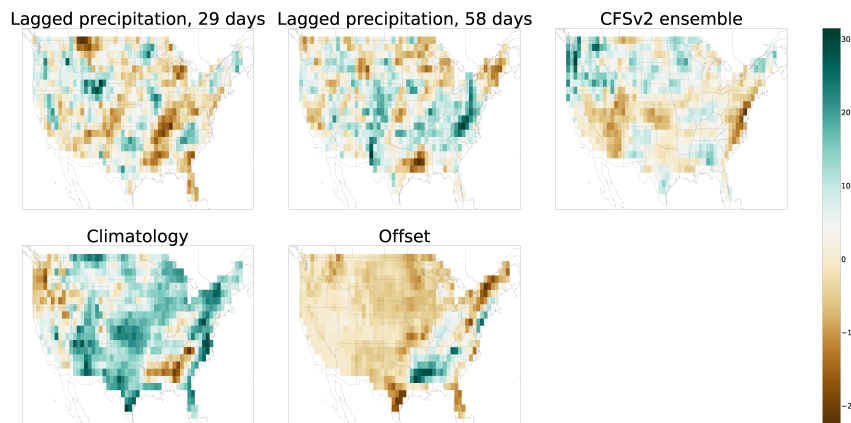 Lagged precipitation, 29 days
Lagged precipitation, 58 days
CFSv2 ensemble
Climatology
Offset
30
20
10
0
−1
−2